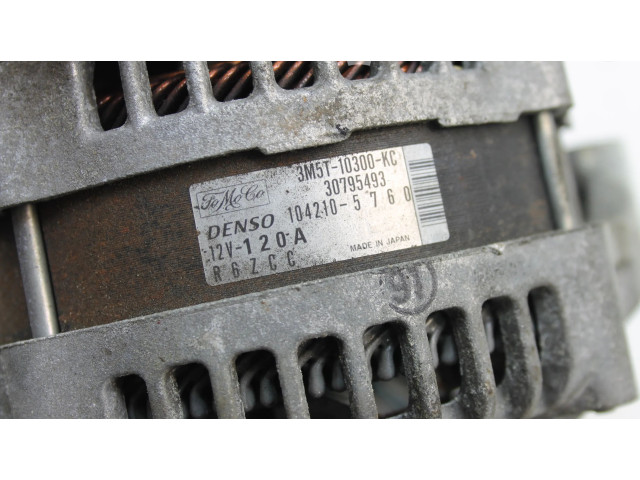 3M5T-10300-KC
FoMoCo 30795493
DENSO 104210-5760
12V-120A MADE IN JAPAN
R6ZCC